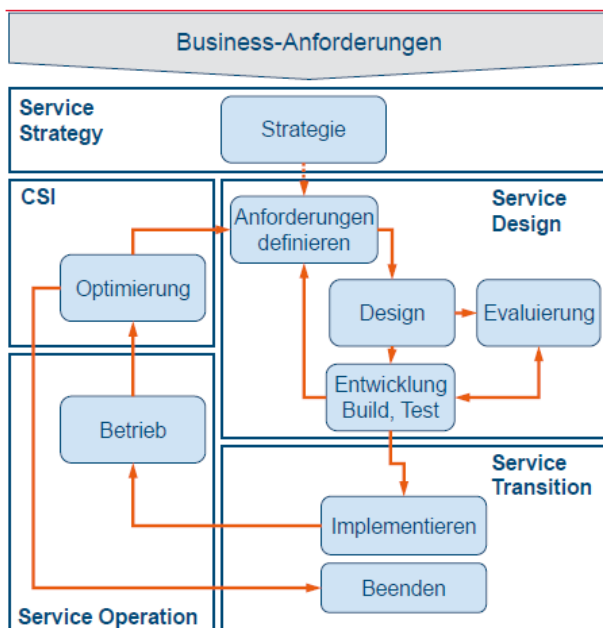 Business-Anforderungen
Service
Strategy
Strategie
CSI
Service
Design
Anforderungen
definieren
Optimierung
Design
Evaluierung
Entwicklung
Build, Test
Betrieb
Service
Transition
Implementieren
Beenden
Service Operation